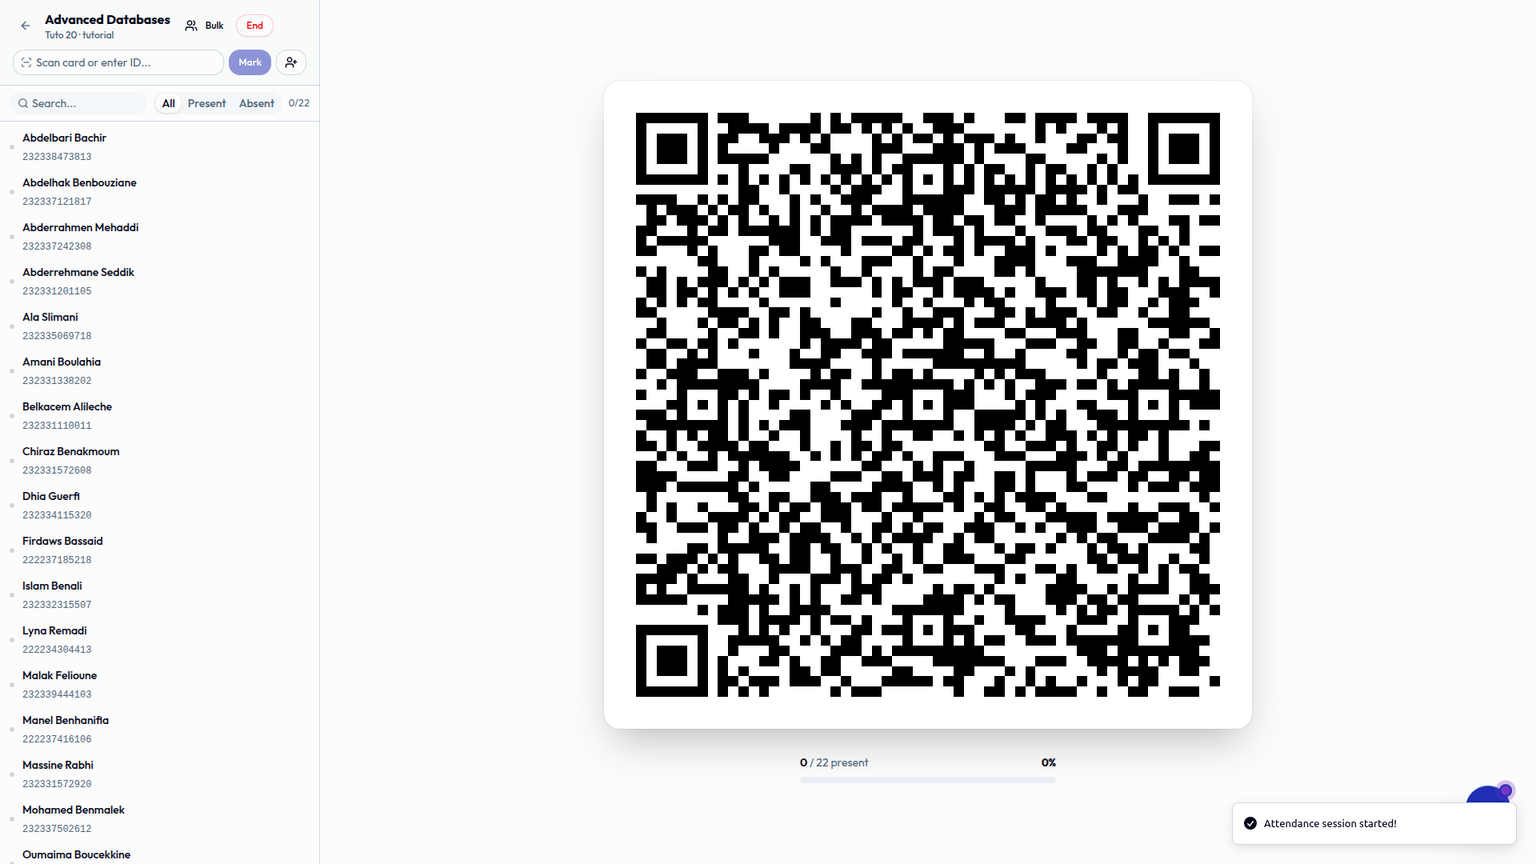 Advanced Databases
Tuto 20 · tutorial
Bulk
End
Scan card or enter ID...
Mark
Search...
All
Present
Absent
0/22
Abdelbari Bachir
232338473813
Abdelhak Benbouziane
232337121817
Abderrahmen Mehaddi
232337242308
Abderrehmane Seddik
232331201105
Ala Slimani
232335069718
Amani Boulahia
232331338202
Belkacem Alileche
232331110011
Chiraz Benakmoum
232331572608
Dhia Guerfi
232334115320
Firdaws Bassaid
222237185218
Islam Benali
232332315507
Lyna Remadi
222234304413
Malak Felioune
232339444103
Manel Benhanifia
222237416106
Massine Rabhi
232331572920
Mohamed Benmalek
232337502612
Oumaima Boucekkine
0 / 22 present
0%
Attendance session started!